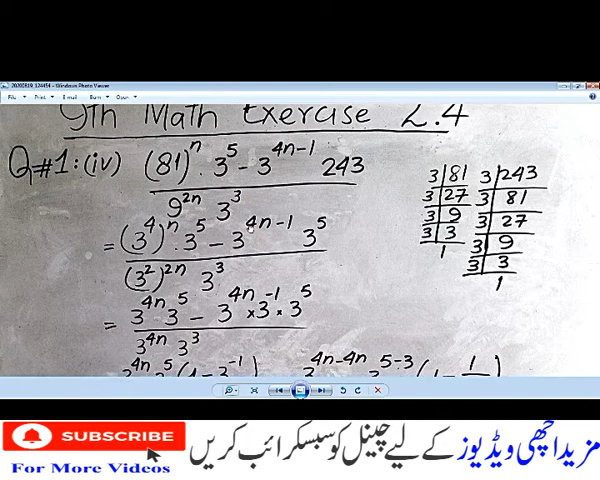 20200819_124454 - Windows Photo Viewer
File Print E-mail Burn Open
9th Math Exercise 2.4
Q#1:(iv) (81)^n · 3^5 - 3^{4n-1} 243
9^{2n} 3^3
= (3^4)^n · 3^5 - 3^{4n-1} 3^5
(3^2)^{2n} 3^3
= 3^{4n} 3^5 - 3^{4n} × 3^{-1} × 3^5
3^{4n} 3^3
3 81
3 27
3 9
3 3
1
3 243
3 81
3 27
3 9
3 3
1
SUBSCRIBE
For More Videos
مزید اچھی ویڈیوز کے لیے چینل کو سبسکرائب کریں